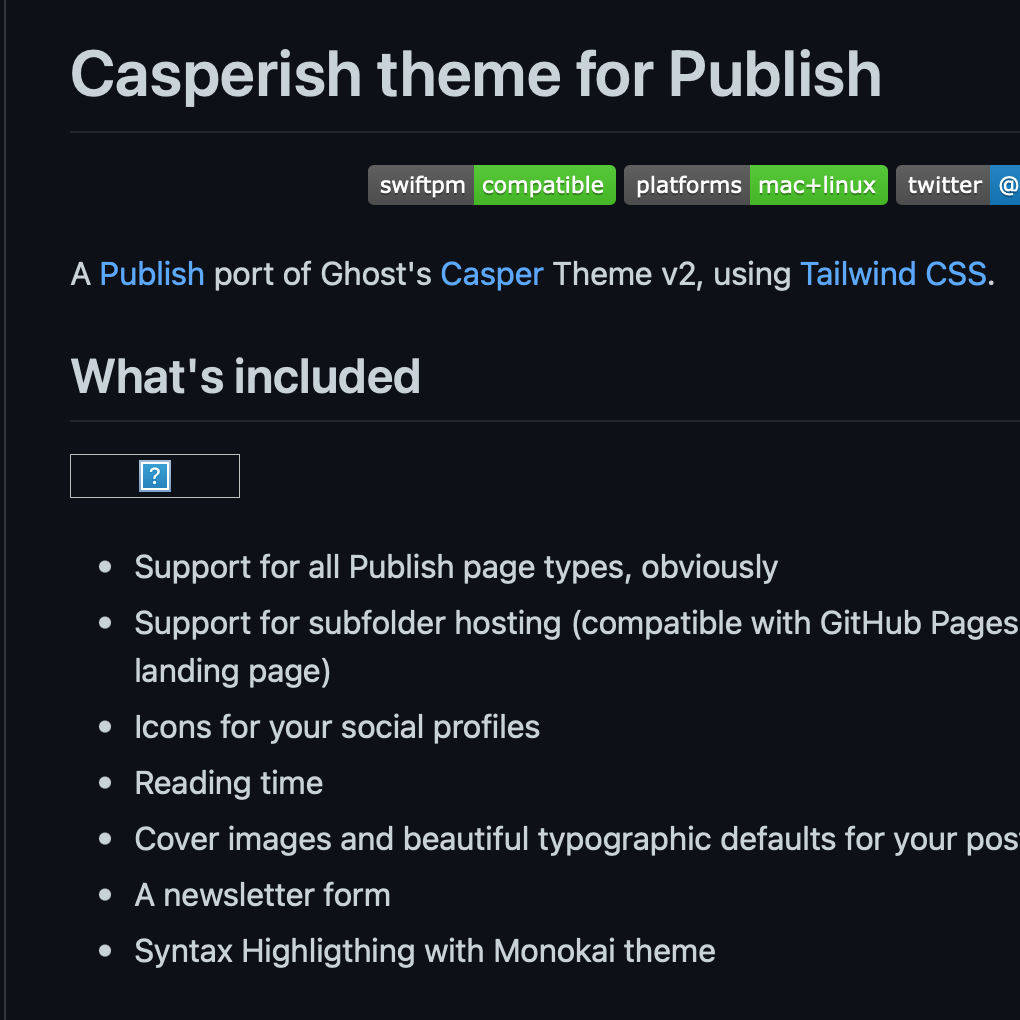 Casperish theme for Publish
swiftpm compatible platforms mac+linux twitter @
A Publish port of Ghost's Casper Theme v2, using Tailwind CSS.
What's included
?
Support for all Publish page types, obviously
Support for subfolder hosting (compatible with GitHub Pages
landing page)
Icons for your social profiles
Reading time
Cover images and beautiful typographic defaults for your pos
A newsletter form
Syntax Highligthing with Monokai theme